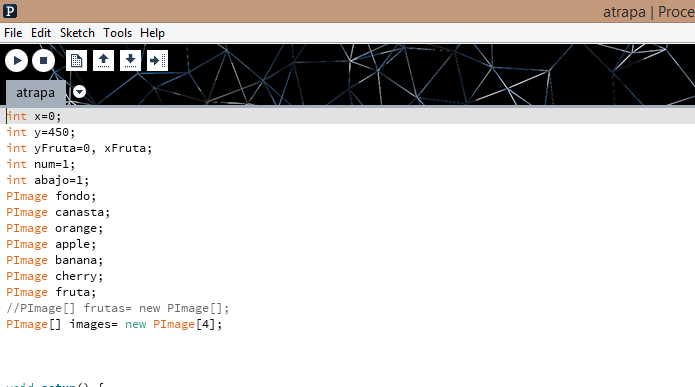 P
atrapa | Proce
File Edit Sketch Tools Help
atrapa
int x=0;
int y=450;
int yFruta=0, xFruta;
int num=1;
int abajo=1;
PImage fondo;
PImage canasta;
PImage orange;
PImage apple;
PImage banana;
PImage cherry;
PImage fruta;
//PImage[] frutas= new PImage[];
PImage[] images= new PImage[4];
void setup() {